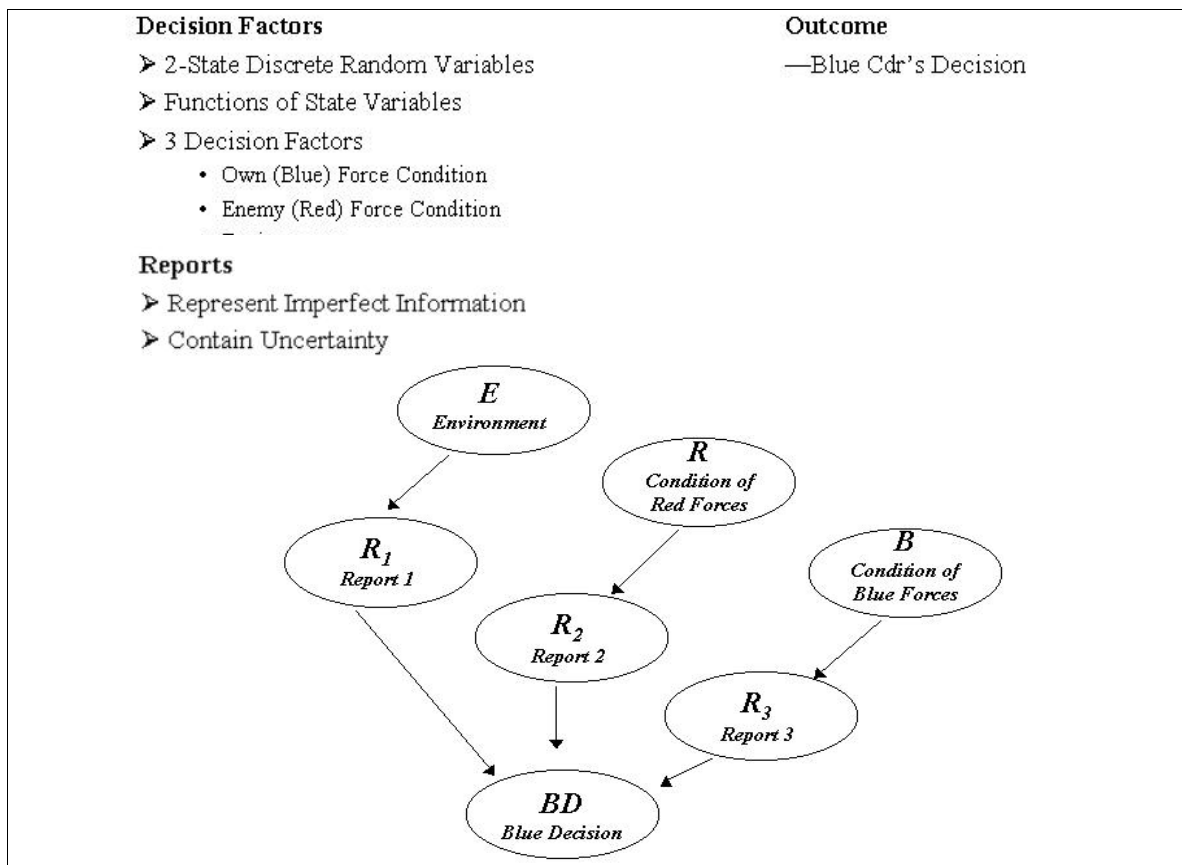 Decision Factors
➤ 2-State Discrete Random Variables
➤ Functions of State Variables
➤ 3 Decision Factors
• Own (Blue) Force Condition
• Enemy (Red) Force Condition
Outcome
—Blue Cdr's Decision
Reports
➤ Represent Imperfect Information
➤ Contain Uncertainty
E
Environment
R
Condition of
Red Forces
B
Condition of
Blue Forces
R1
Report 1
R2
Report 2
R3
Report 3
BD
Blue Decision